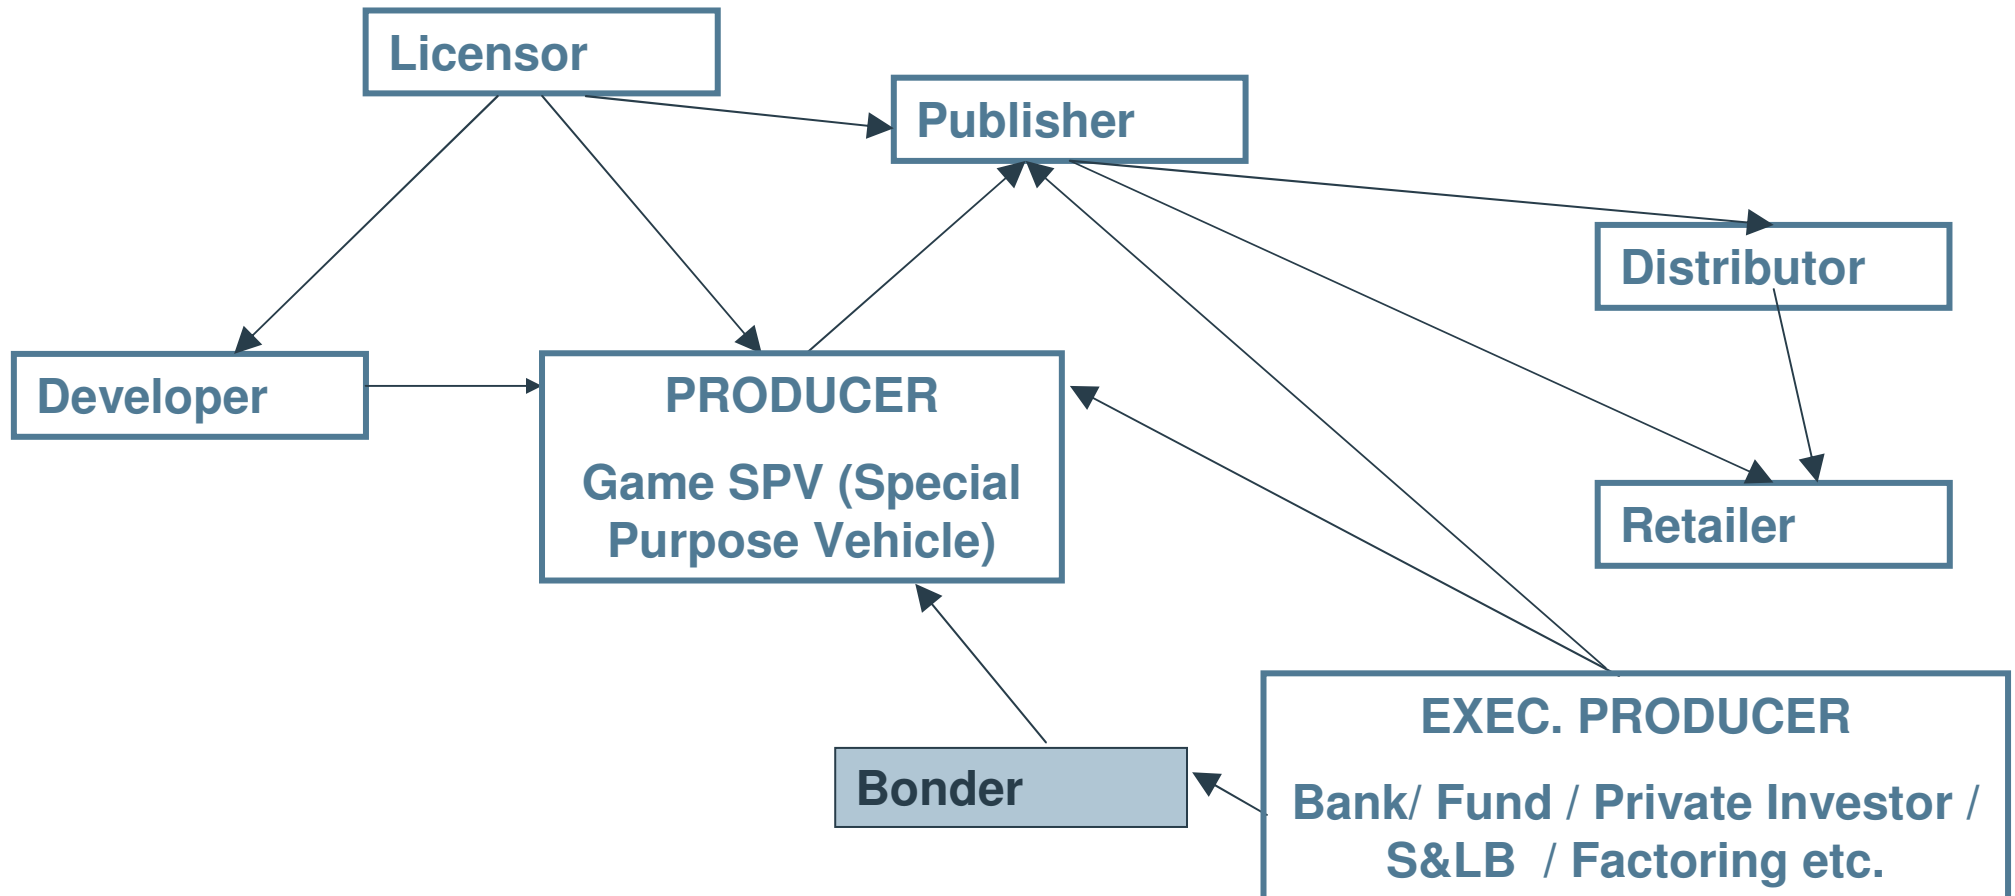 Licensor
Publisher
Distributor
Developer
PRODUCER
Game SPV (Special
Purpose Vehicle)
Retailer
EXEC. PRODUCER
Bonder
Bank/ Fund / Private Investor /
S&LB / Factoring etc.